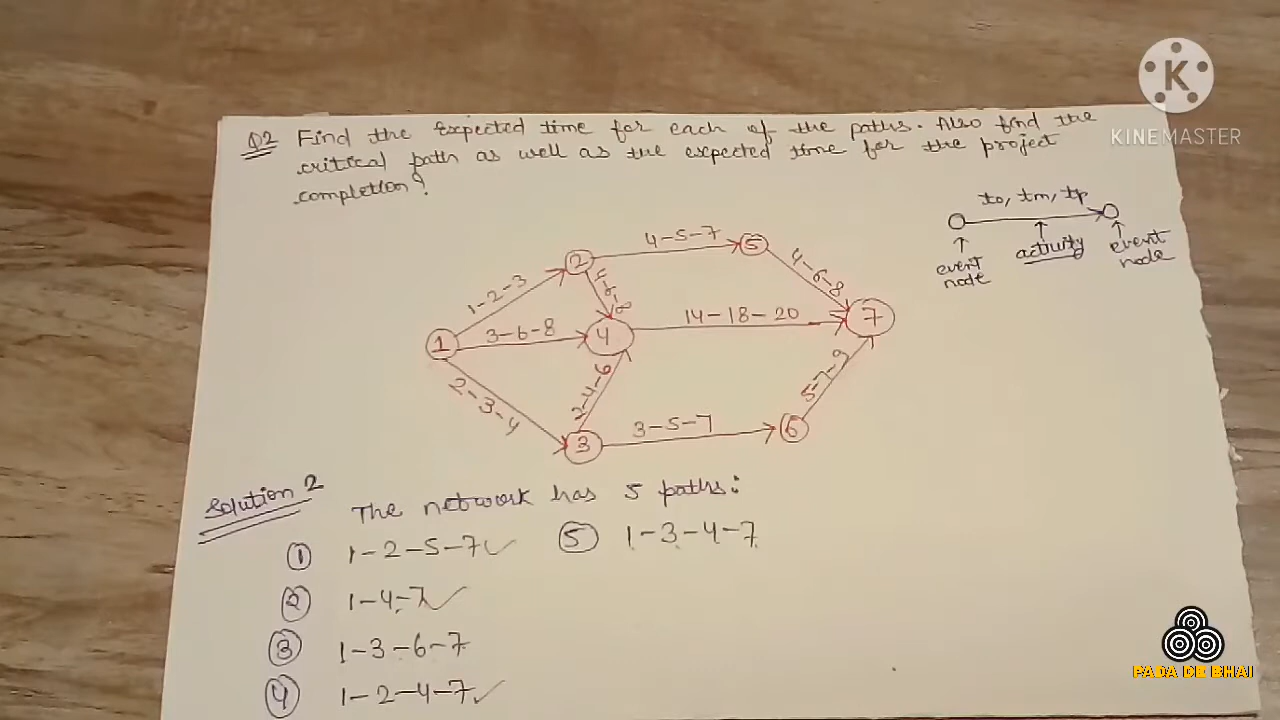 Q2 Find the expected time for each of the paths. Also find the
critical path as well as the expected time for the project
completion?
K
KINEMASTER
to, tm, tp
event
node
activity
event
node
1-2-3
4-5-7
4-6-8
3-6-8
14-18-20
2-3-4
2-4-6
3-5-7
5-7-9
1
2
3
4
5
6
7
Solution 2
The network has 5 paths:
① 1-2-5-7 ✓ ⑤ 1-3-4-7
② 1-4-7 ✓
③ 1-3-6-7
④ 1-2-4-7 ✓
PADA DE BHAI